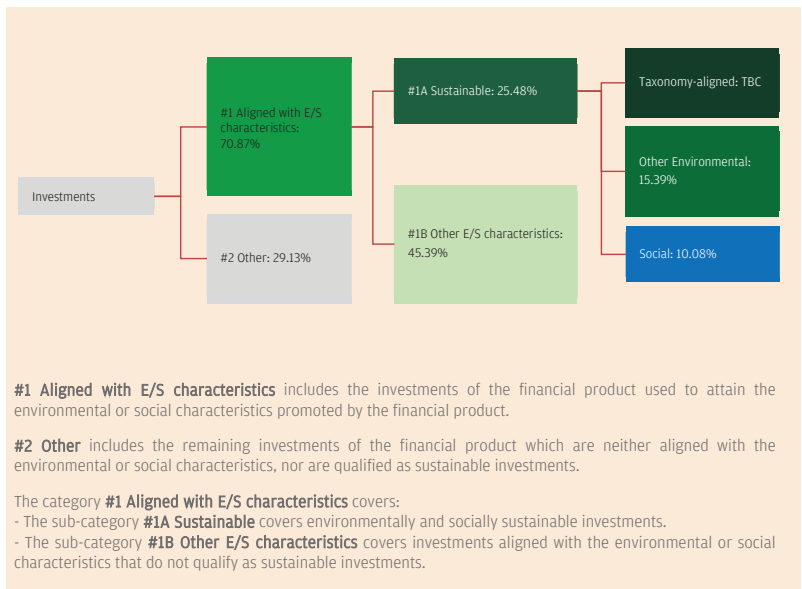 Investments
#1 Aligned with E/S
characteristics:
70.87%
#2 Other: 29.13%
#1A Sustainable: 25.48%
#1B Other E/S characteristics:
45.39%
Taxonomy-aligned: TBC
Other Environmental:
15.39%
Social: 10.08%
#1 Aligned with E/S characteristics includes the investments of the financial product used to attain the
environmental or social characteristics promoted by the financial product.
#2 Other includes the remaining investments of the financial product which are neither aligned with the
environmental or social characteristics, nor are qualified as sustainable investments.
The category #1 Aligned with E/S characteristics covers:
- The sub-category #1A Sustainable covers environmentally and socially sustainable investments.
- The sub-category #1B Other E/S characteristics covers investments aligned with the environmental or social
characteristics that do not qualify as sustainable investments.